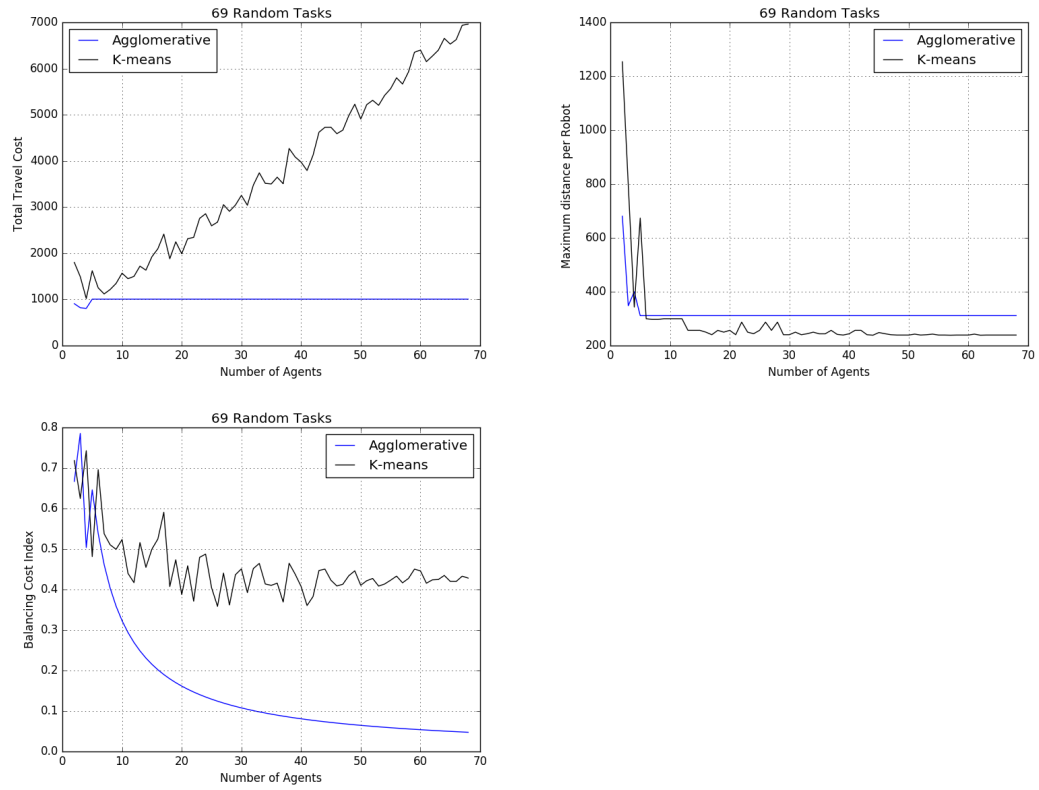 69 Random Tasks
Total Travel Cost
7000
6000
5000
4000
3000
2000
1000
0
Agglomerative
K-means
0 10 20 30 40 50 60 70
Number of Agents
69 Random Tasks
Maximum distance per Robot
1400
1200
1000
800
600
400
200
Agglomerative
K-means
0 10 20 30 40 50 60 70
Number of Agents
69 Random Tasks
Balancing Cost Index
0.8
0.7
0.6
0.5
0.4
0.3
0.2
0.1
0.0
Agglomerative
K-means
0 10 20 30 40 50 60 70
Number of Agents